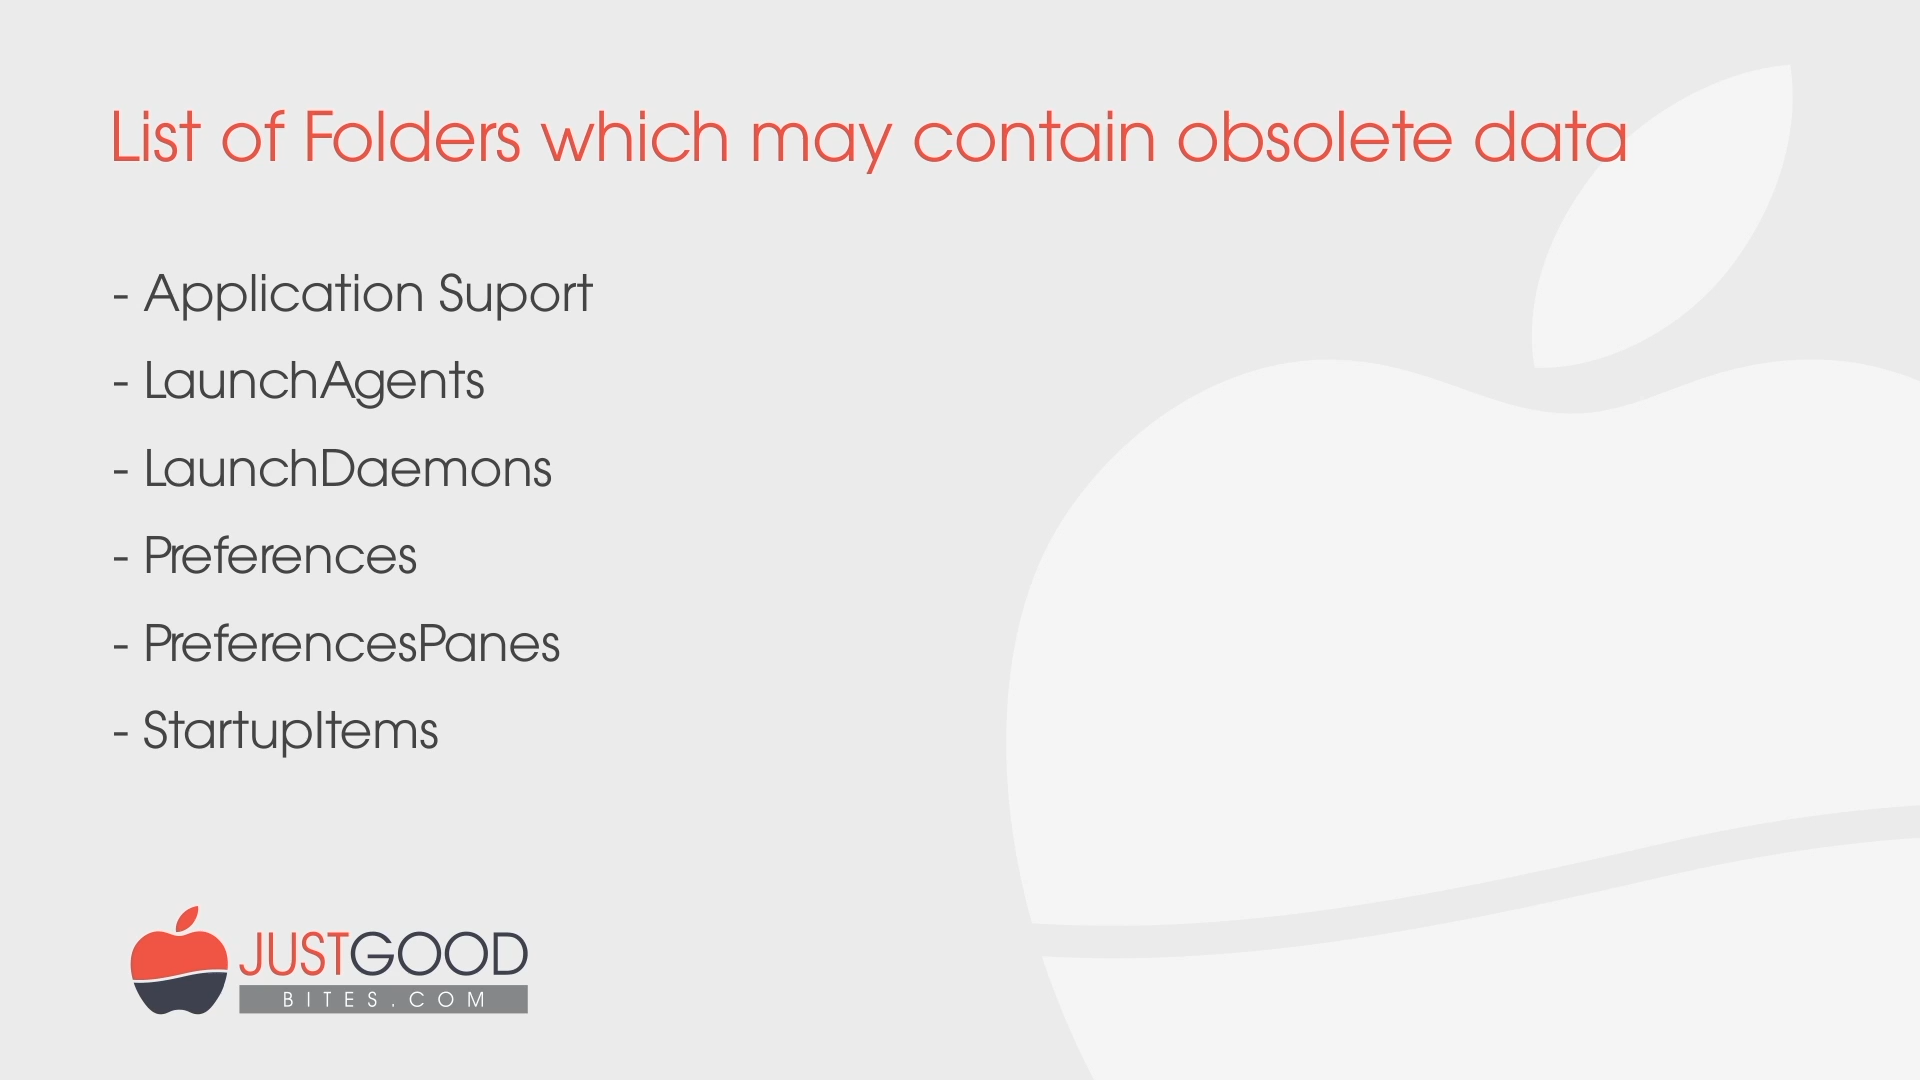 List of Folders which may contain obsolete data
- Application Suport
- LaunchAgents
- LaunchDaemons
- Preferences
- PreferencesPanes
- StartupItems
JUSTGOOD
BITES.COM